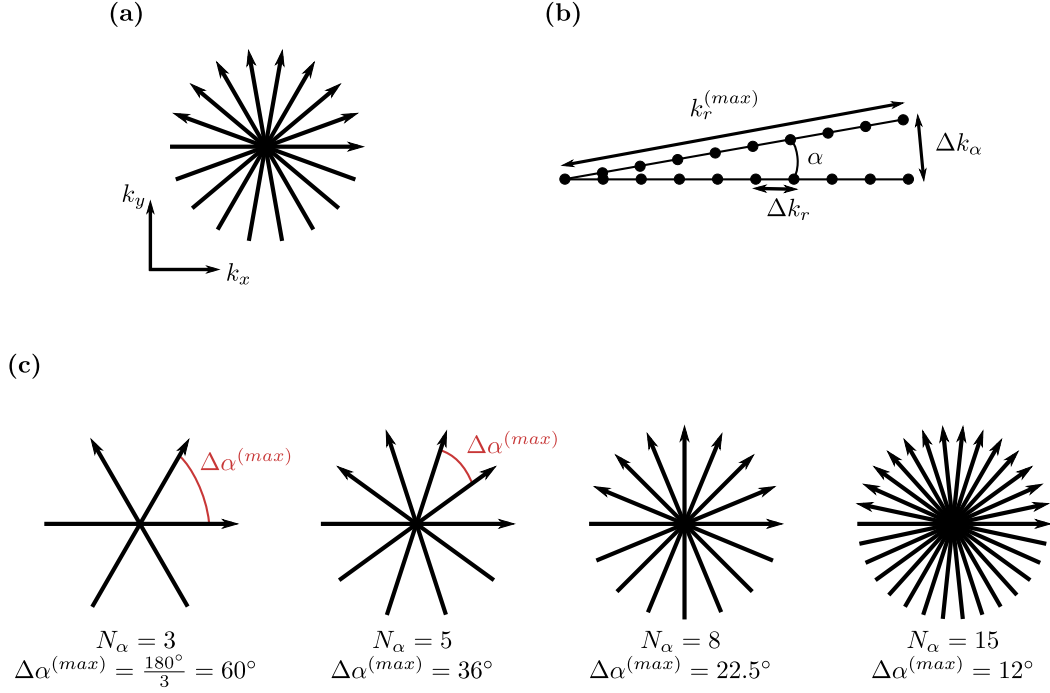 (a)
(b)
k_y
k_x
k_r^{(max)}
α
Δk_α
Δk_r
(c)
Δα^{(max)}
Δα^{(max)}
N_α = 3
Δα^{(max)} = \frac{180°}{3} = 60°
N_α = 5
Δα^{(max)} = 36°
N_α = 8
Δα^{(max)} = 22.5°
N_α = 15
Δα^{(max)} = 12°